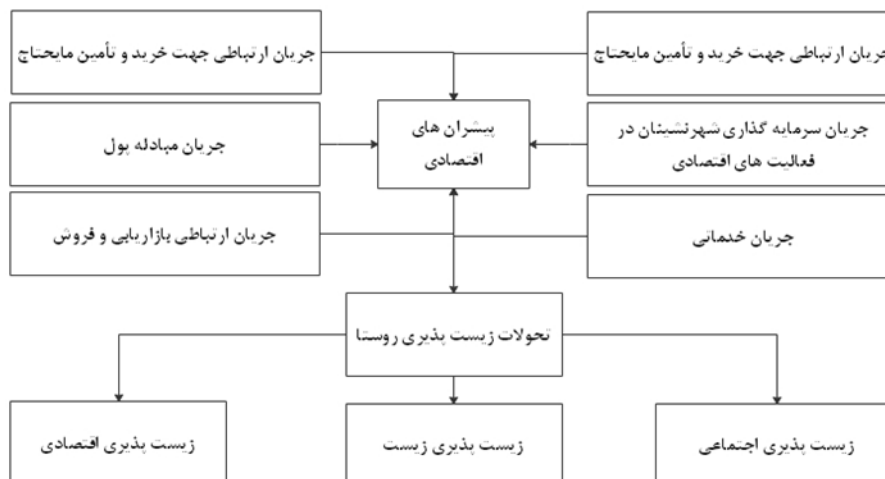 جریان ارتباطی جهت خرید و تأمین مایحتاج
جریان ارتباطی جهت خرید و تأمین مایحتاج
پیشران های
اقتصادی
جریان سرمایه گذاری شهرنشینان در
فعالیت های اقتصادی
جریان مبادله پول
جریان خدماتی
جریان ارتباطی بازاریابی و فروش
تحولات زیست پذیری روستا
زیست پذیری اجتماعی
زیست پذیری زیست
زیست پذیری اقتصادی